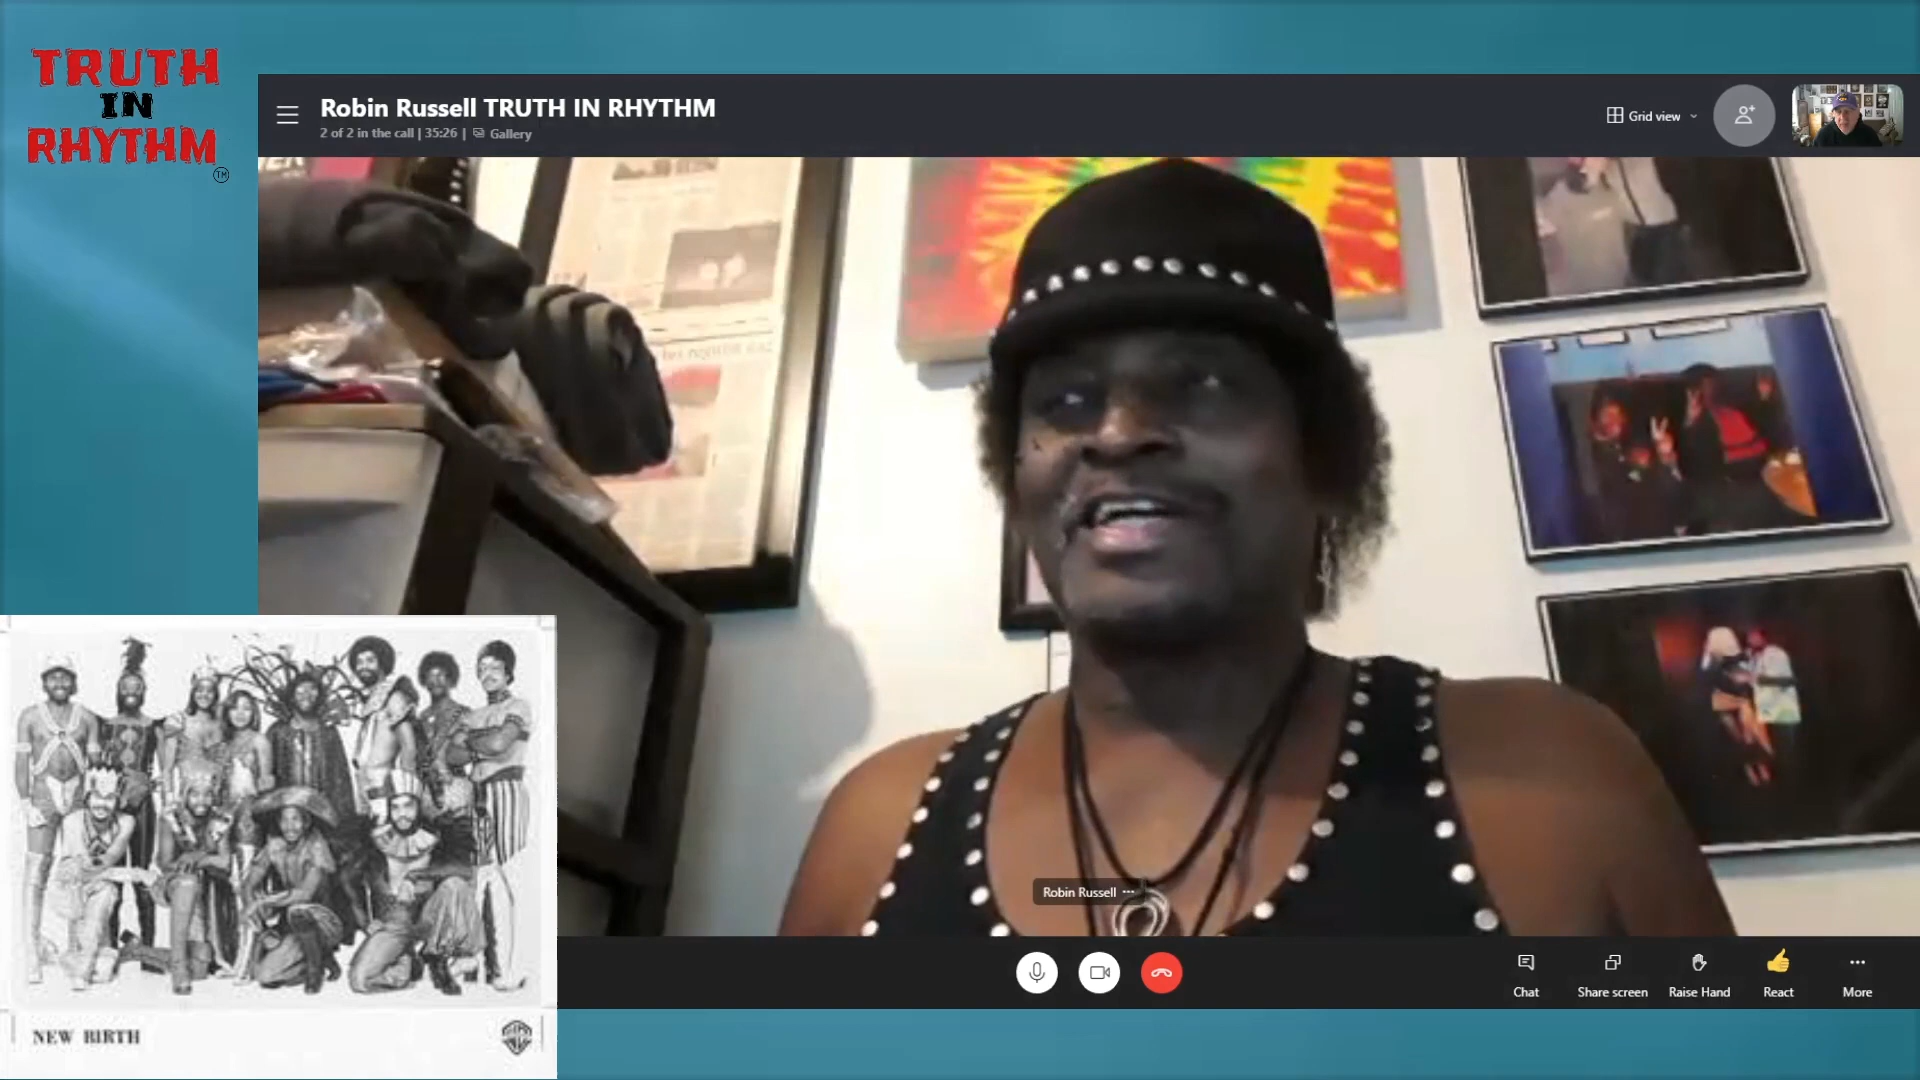 TRUTH
IN
RHYTHM
TM
Robin Russell TRUTH IN RHYTHM
2 of 2 in the call | 35:26 | Gallery
Grid view
Robin Russell
Chat
Share screen
Raise Hand
React
More
NEW BIRTH